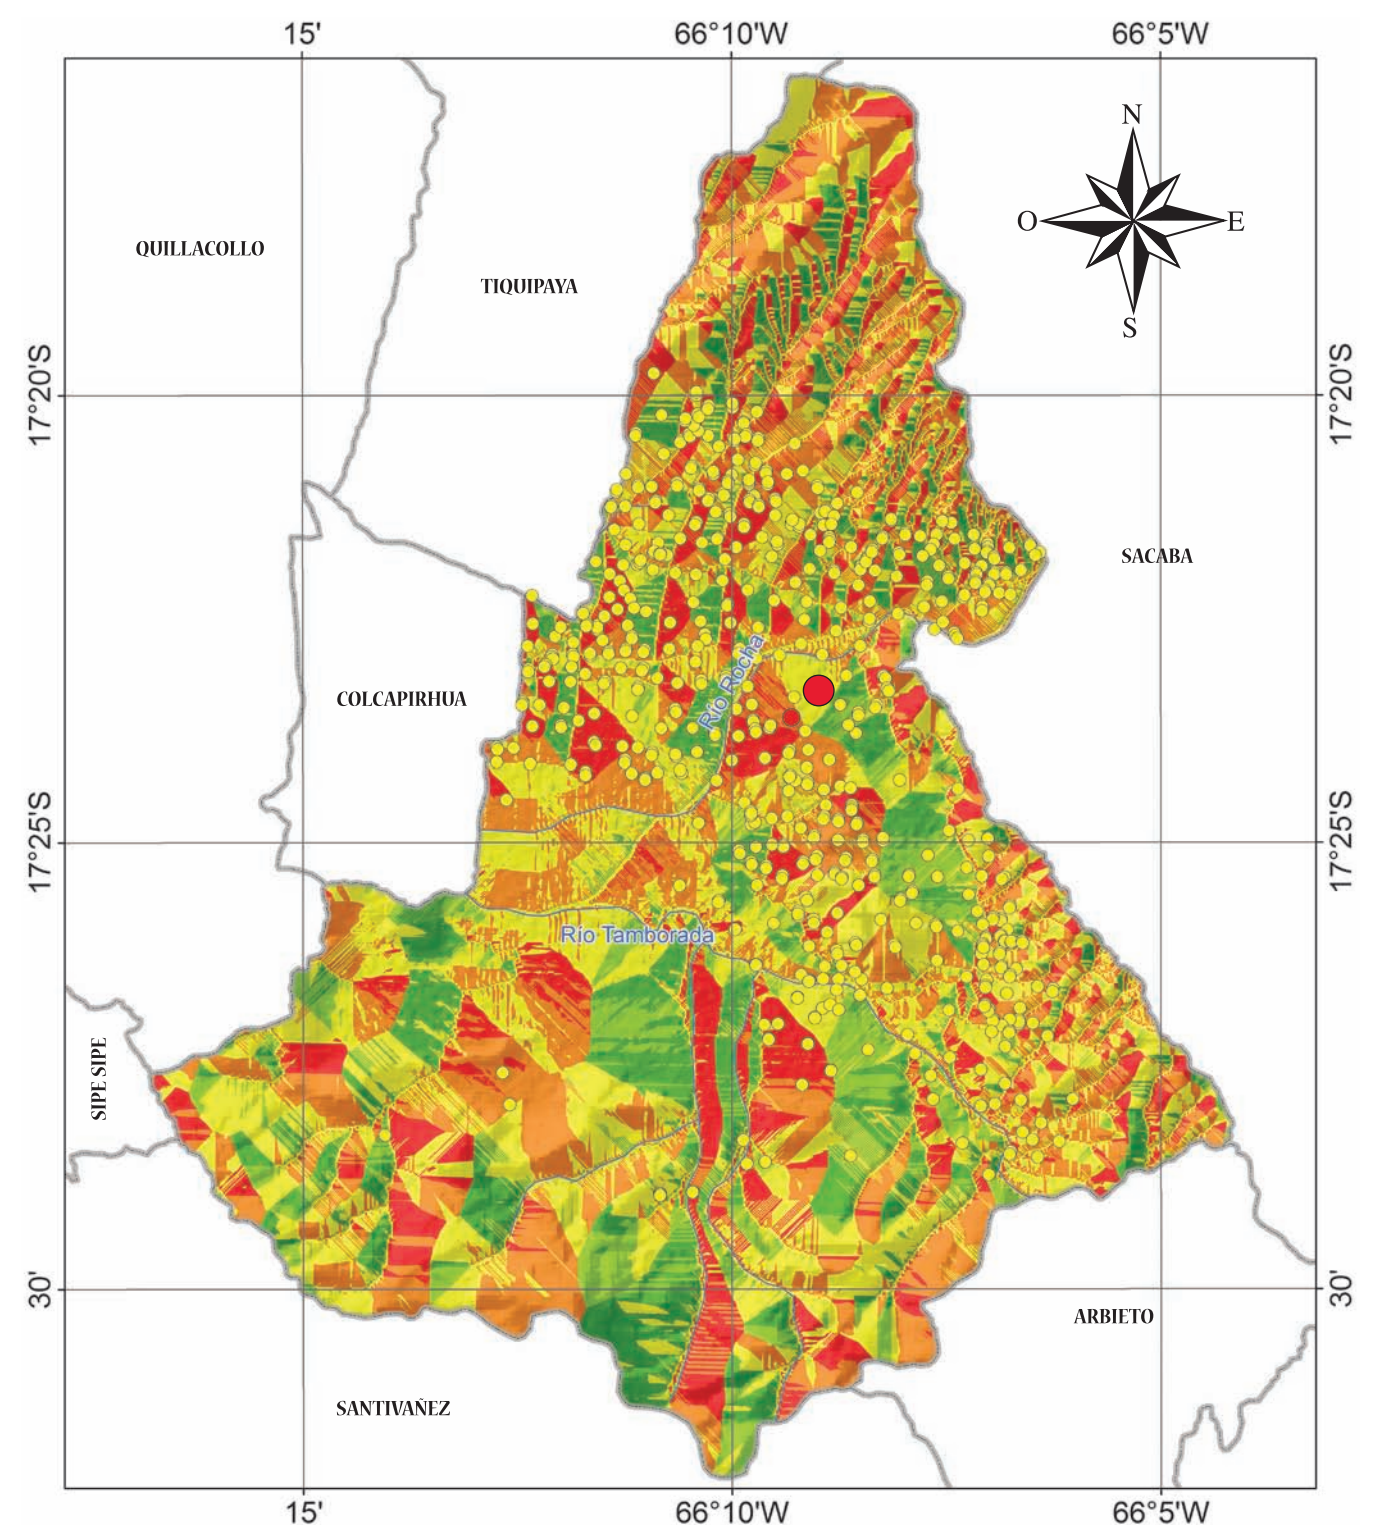 15'
66°10'W
66°5'W
N
O
E
S
QUILLACOLLO
TIQUIPAYA
17°20'S
17°20'S
SACABA
Río Rocha
COLCAPIRHUA
17°25'S
17°25'S
Río Tamborada
SIPE SIPE
30'
30'
ARBIETO
SANTIVAÑEZ
15'
66°10'W
66°5'W